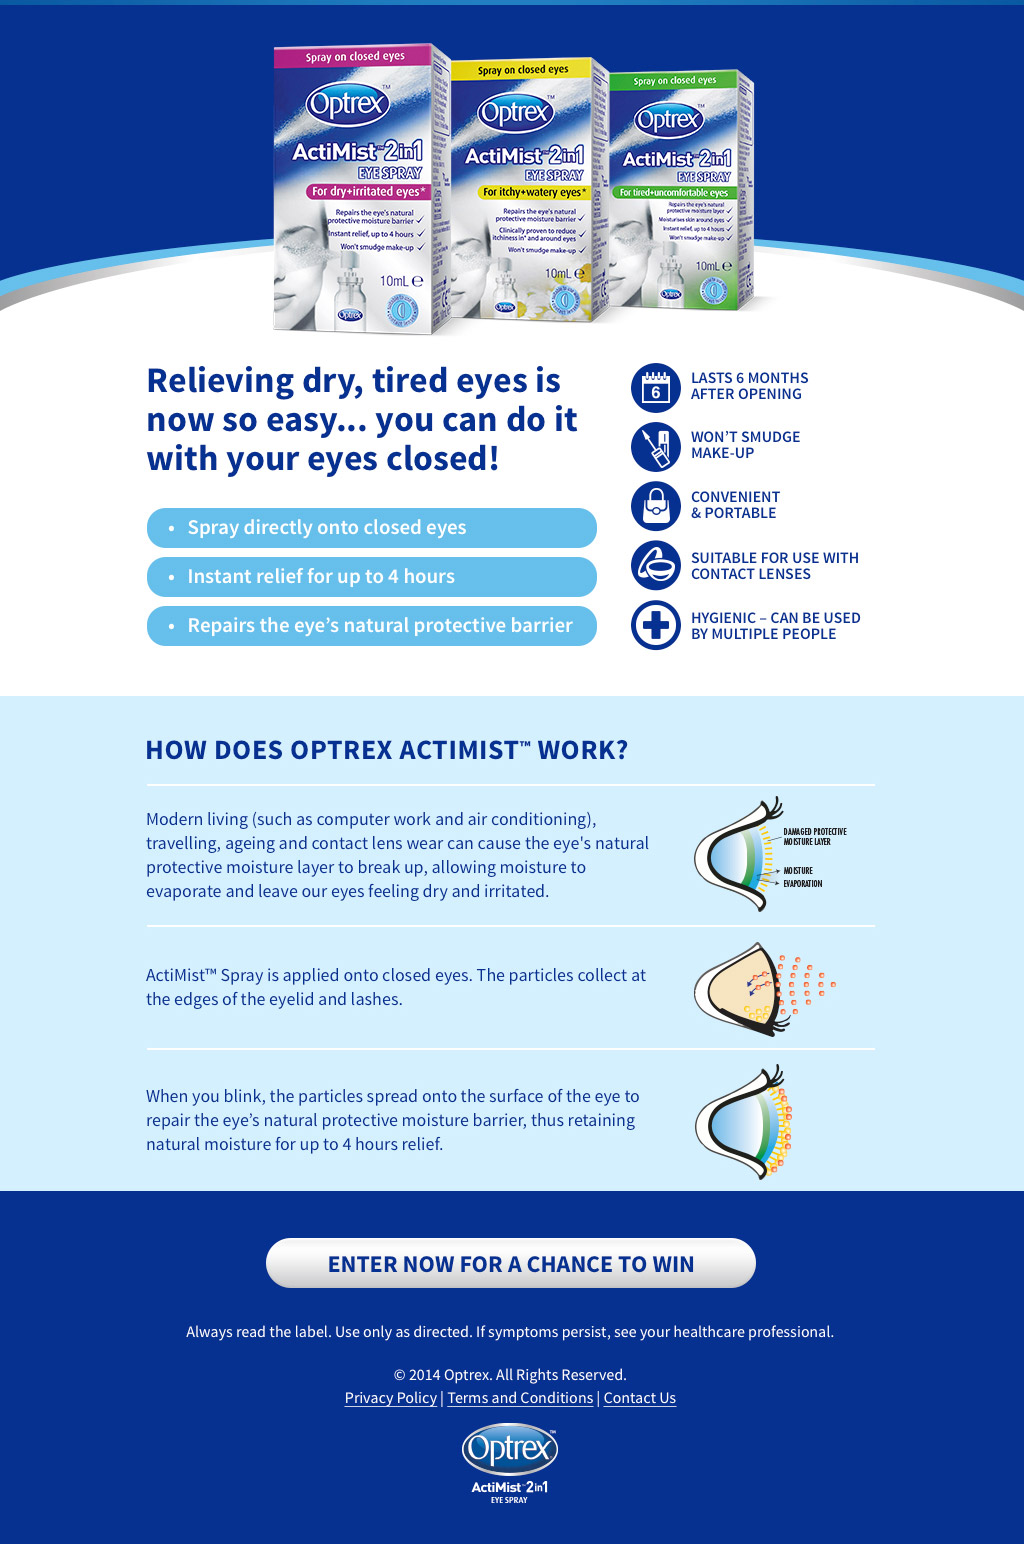 Spray on closed eyes
Optrex™
ActiMist™ 2in1
EYE SPRAY
For dry+irritated eyes*
Repairs the eye's natural
protective moisture barrier ✓
Instant relief, up to 4 hours ✓
Won't smudge make-up ✓
10mL ℮
Optrex
Spray on closed eyes
Optrex™
ActiMist™ 2in1
EYE SPRAY
For itchy+watery eyes*
Repairs the eye's natural
protective moisture barrier ✓
Clinically proven to reduce
itchiness in* and around eyes
Won't smudge make-up ✓
10mL ℮
Optrex
Spray on closed eyes
Optrex™
ActiMist™ 2in1
EYE SPRAY
For tired+uncomfortable eyes
Repairs the eye's natural
protective moisture layer ✓
Moisturises skin around eyes ✓
Instant relief, up to 4 hours ✓
Won't smudge make-up ✓
10mL ℮
Optrex
Relieving dry, tired eyes is
now so easy... you can do it
with your eyes closed!
• Spray directly onto closed eyes
• Instant relief for up to 4 hours
• Repairs the eye’s natural protective barrier
6
LASTS 6 MONTHS
AFTER OPENING
WON’T SMUDGE
MAKE-UP
CONVENIENT
& PORTABLE
SUITABLE FOR USE WITH
CONTACT LENSES
HYGIENIC – CAN BE USED
BY MULTIPLE PEOPLE
HOW DOES OPTREX ACTIMIST™ WORK?
Modern living (such as computer work and air conditioning),
travelling, ageing and contact lens wear can cause the eye's natural
protective moisture layer to break up, allowing moisture to
evaporate and leave our eyes feeling dry and irritated.
DAMAGED PROTECTIVE
MOISTURE LAYER
MOISTURE
EVAPORATION
ActiMist™ Spray is applied onto closed eyes. The particles collect at
the edges of the eyelid and lashes.
When you blink, the particles spread onto the surface of the eye to
repair the eye’s natural protective moisture barrier, thus retaining
natural moisture for up to 4 hours relief.
ENTER NOW FOR A CHANCE TO WIN
Always read the label. Use only as directed. If symptoms persist, see your healthcare professional.
© 2014 Optrex. All Rights Reserved.
Privacy Policy | Terms and Conditions | Contact Us
Optrex™
ActiMist™ 2in1
EYE SPRAY